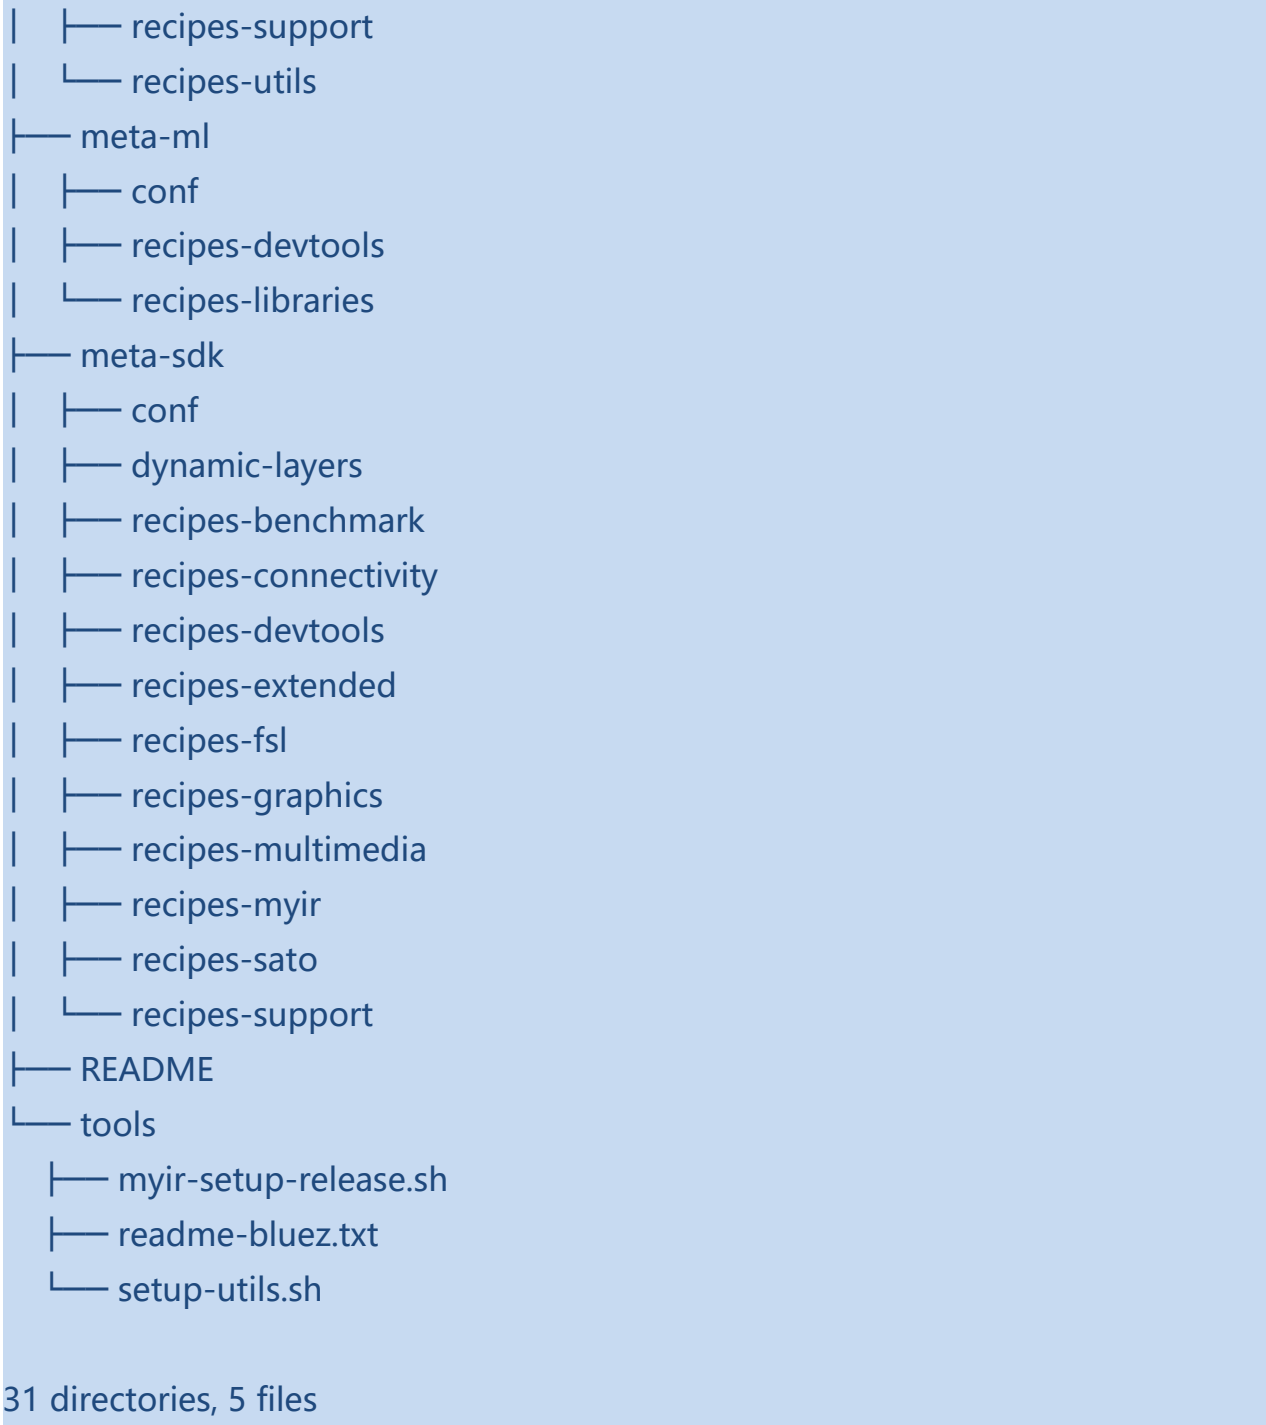 │   ├── recipes-support
│   └── recipes-utils
├── meta-ml
│   ├── conf
│   ├── recipes-devtools
│   └── recipes-libraries
├── meta-sdk
│   ├── conf
│   ├── dynamic-layers
│   ├── recipes-benchmark
│   ├── recipes-connectivity
│   ├── recipes-devtools
│   ├── recipes-extended
│   ├── recipes-fsl
│   ├── recipes-graphics
│   ├── recipes-multimedia
│   ├── recipes-myir
│   ├── recipes-sato
│   └── recipes-support
├── README
└── tools
    ├── myir-setup-release.sh
    ├── readme-bluez.txt
    └── setup-utils.sh
31 directories, 5 files